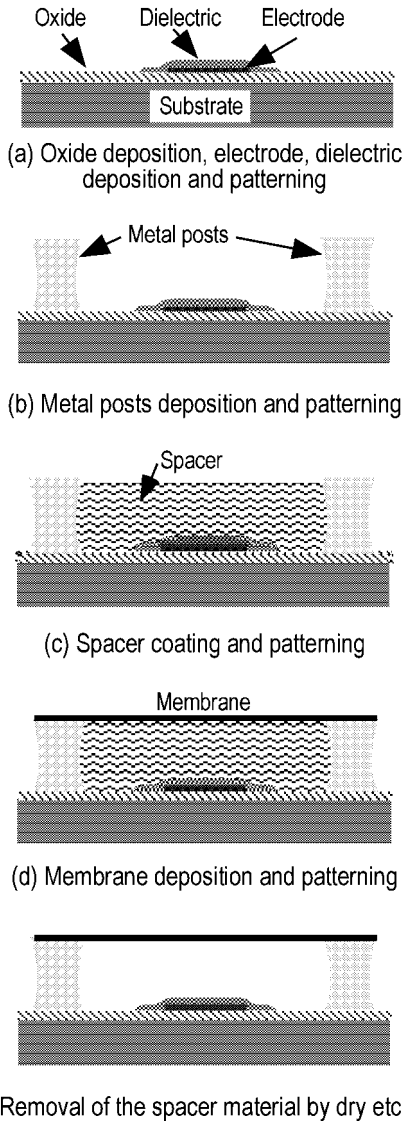 Oxide Dielectric Electrode
Substrate
(a) Oxide deposition, electrode, dielectric
deposition and patterning
Metal posts
(b) Metal posts deposition and patterning
Spacer
(c) Spacer coating and patterning
Membrane
(d) Membrane deposition and patterning
Removal of the spacer material by dry etc